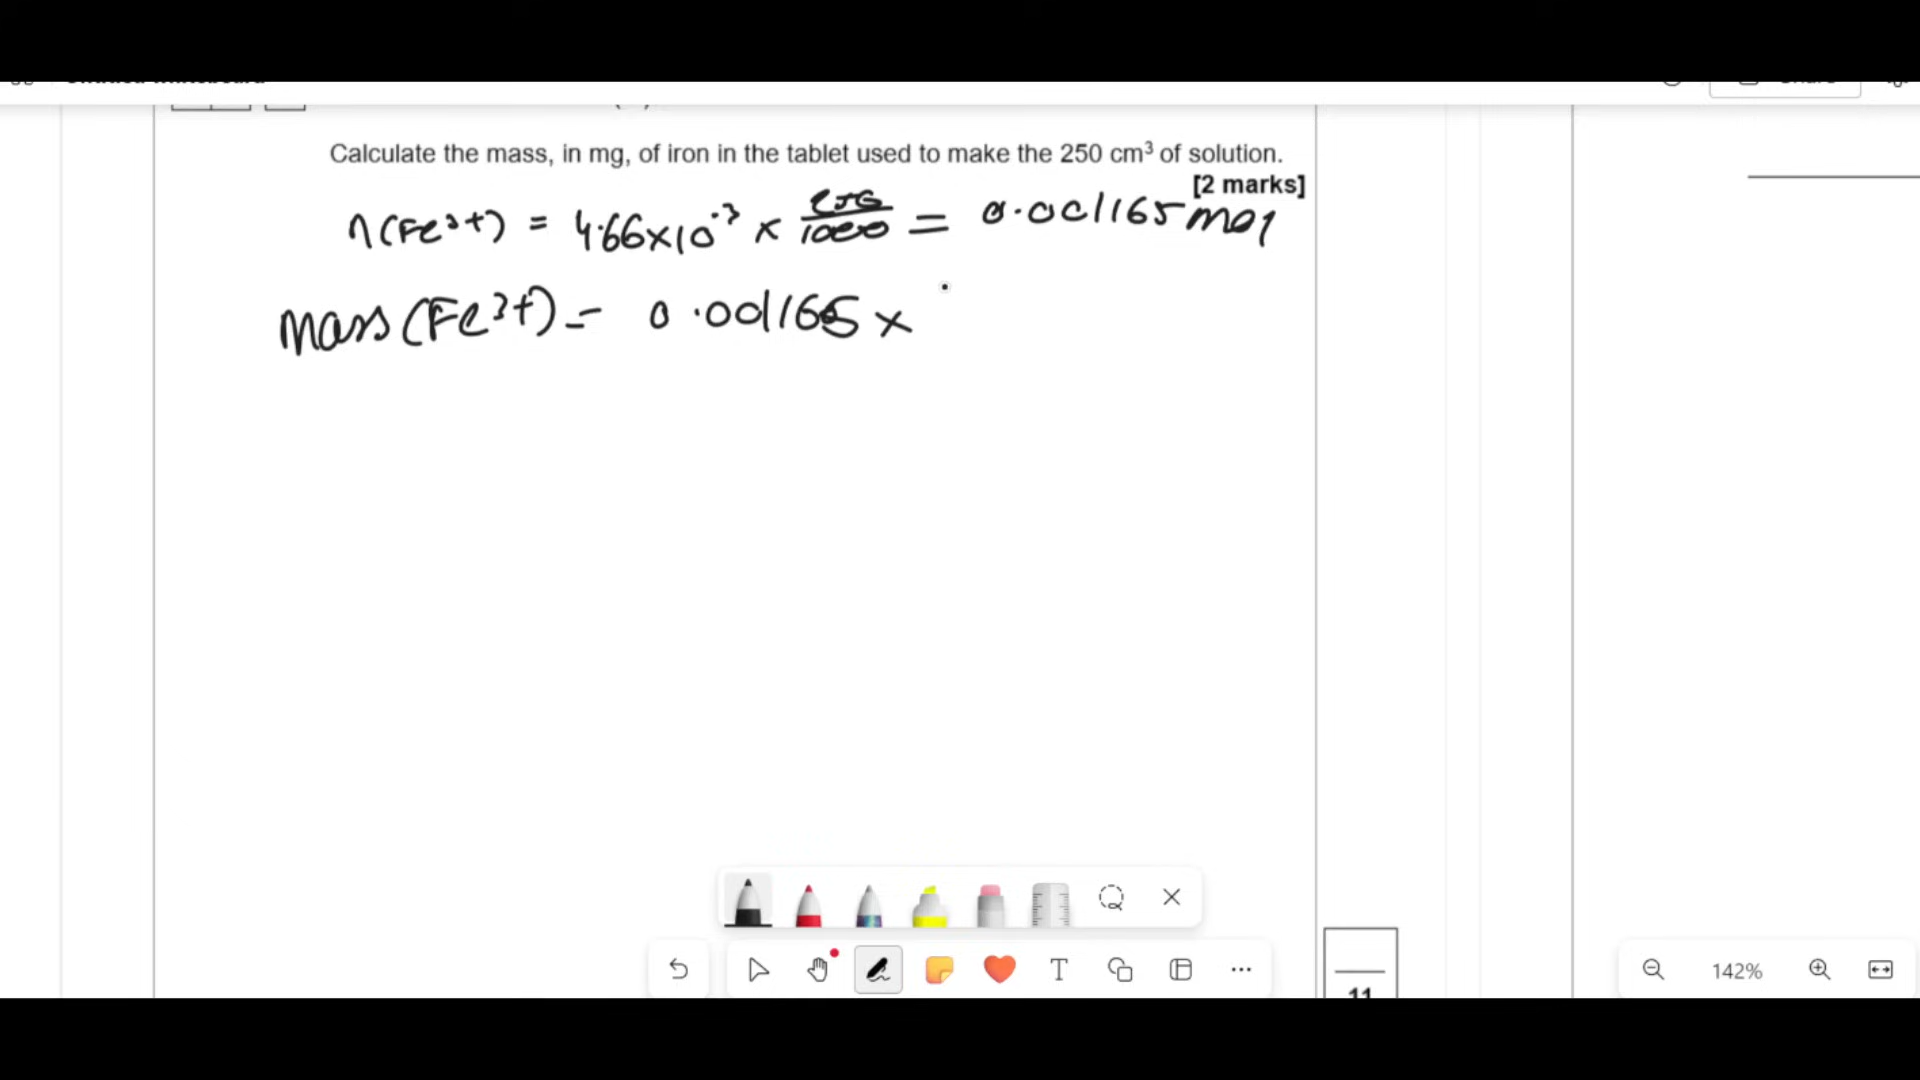 Calculate the mass, in mg, of iron in the tablet used to make the 250 cm³ of solution.
[2 marks]
n(Fe³⁺) = 4.66×10⁻³ × 250/1000 = 0.001165 mol
Mass (Fe³⁺) = 0.001165 ×
T
142%
11